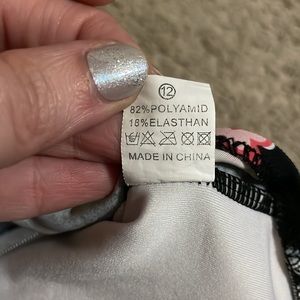 12
82%POLYAMID
18%ELASTHAN
MADE IN CHINA